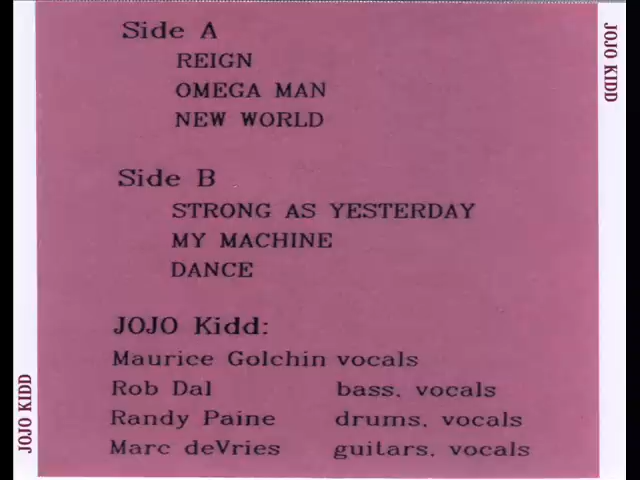 Side A
REIGN
OMEGA MAN
NEW WORLD
Side B
STRONG AS YESTERDAY
MY MACHINE
DANCE
JOJO Kidd:
Maurice Golchin vocals
Rob Dal bass, vocals
Randy Paine drums, vocals
Marc deVries guitars, vocals
JOJO KIDD
JOJO KIDD